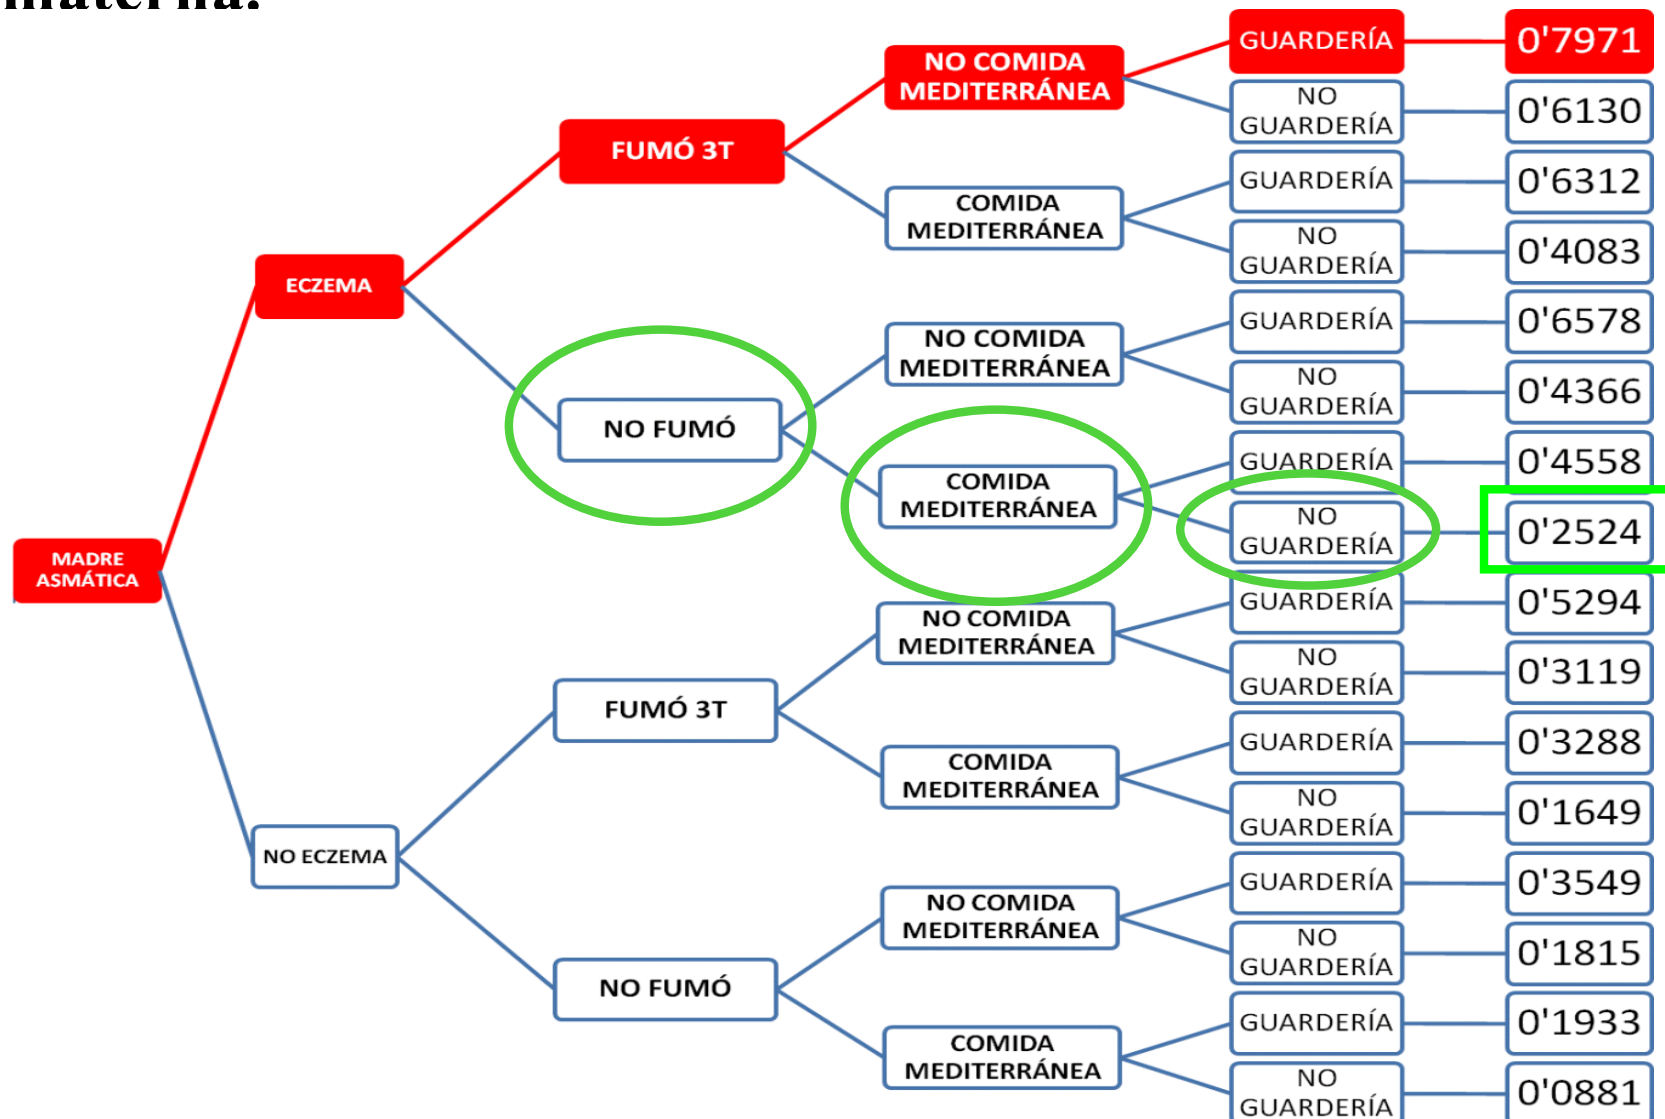 materna.
GUARDERÍA
0'7971
NO COMIDA
MEDITERRÁNEA
NO
GUARDERÍA
0'6130
FUMÓ 3T
GUARDERÍA
0'6312
COMIDA
MEDITERRÁNEA
NO
GUARDERÍA
0'4083
ECZEMA
GUARDERÍA
0'6578
NO COMIDA
MEDITERRÁNEA
NO
GUARDERÍA
0'4366
NO FUMÓ
GUARDERÍA
0'4558
COMIDA
MEDITERRÁNEA
NO
GUARDERÍA
0'2524
MADRE
ASMÁTICA
GUARDERÍA
0'5294
NO COMIDA
MEDITERRÁNEA
NO
GUARDERÍA
0'3119
FUMÓ 3T
GUARDERÍA
0'3288
COMIDA
MEDITERRÁNEA
NO
GUARDERÍA
0'1649
NO ECZEMA
GUARDERÍA
0'3549
NO COMIDA
MEDITERRÁNEA
NO
GUARDERÍA
0'1815
NO FUMÓ
GUARDERÍA
0'1933
COMIDA
MEDITERRÁNEA
NO
GUARDERÍA
0'0881